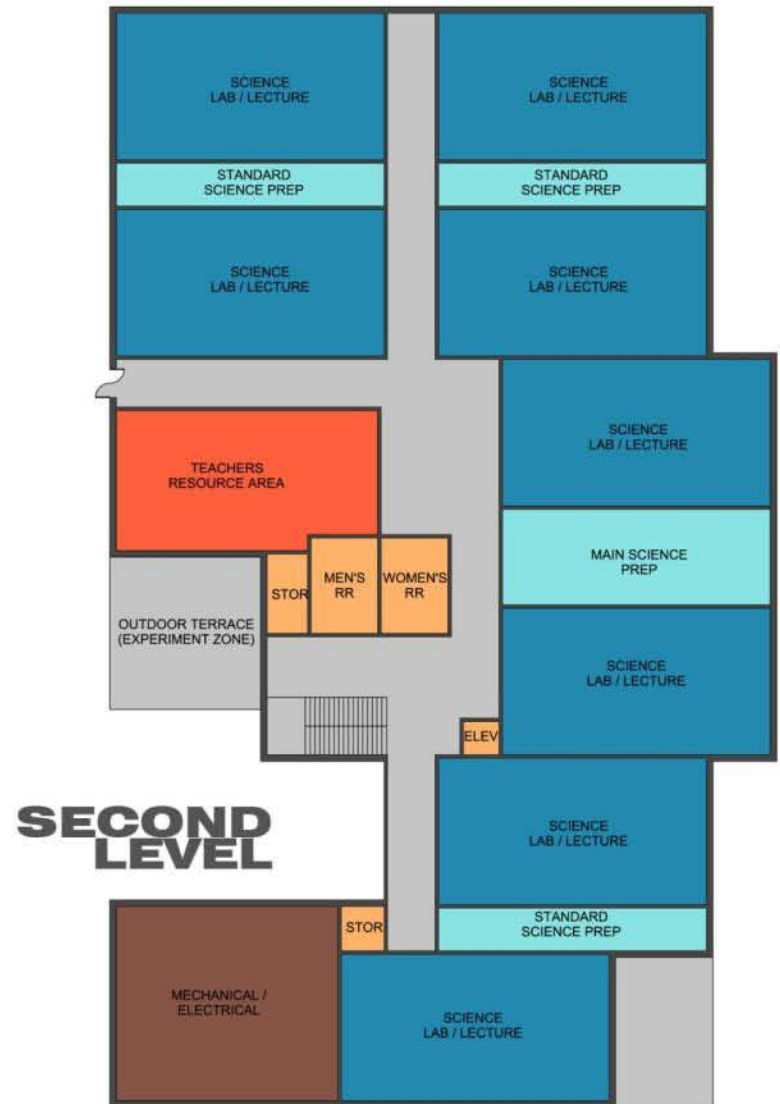 SCIENCE
LAB / LECTURE
SCIENCE
LAB / LECTURE
STANDARD
SCIENCE PREP
STANDARD
SCIENCE PREP
SCIENCE
LAB / LECTURE
SCIENCE
LAB / LECTURE
SCIENCE
LAB / LECTURE
TEACHERS
RESOURCE AREA
MAIN SCIENCE
PREP
STOR
MEN'S
RR
WOMEN'S
RR
OUTDOOR TERRACE
(EXPERIMENT ZONE)
SCIENCE
LAB / LECTURE
ELEV
SECOND
LEVEL
SCIENCE
LAB / LECTURE
STOR
STANDARD
SCIENCE PREP
MECHANICAL /
ELECTRICAL
SCIENCE
LAB / LECTURE